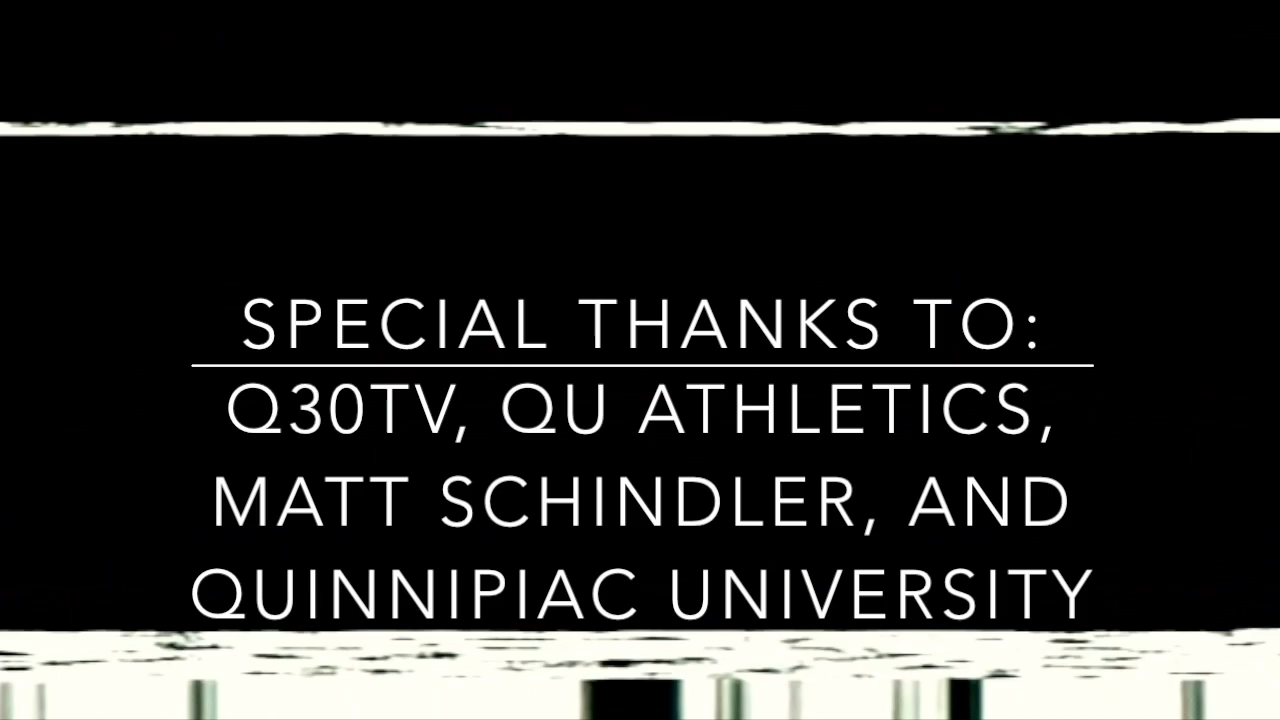 SPECIAL THANKS TO:
Q30TV, QU ATHLETICS,
MATT SCHINDLER, AND
QUINNIPIAC UNIVERSITY